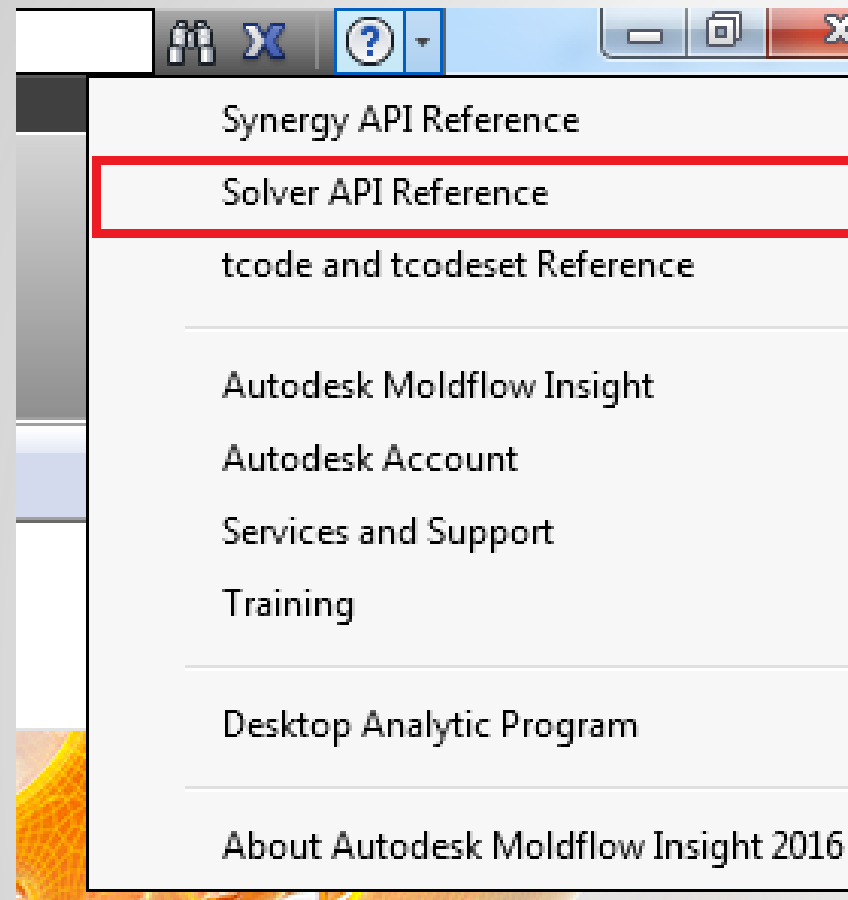 ?
Synergy API Reference
Solver API Reference
tcode and tcodeset Reference
Autodesk Moldflow Insight
Autodesk Account
Services and Support
Training
Desktop Analytic Program
About Autodesk Moldflow Insight 2016